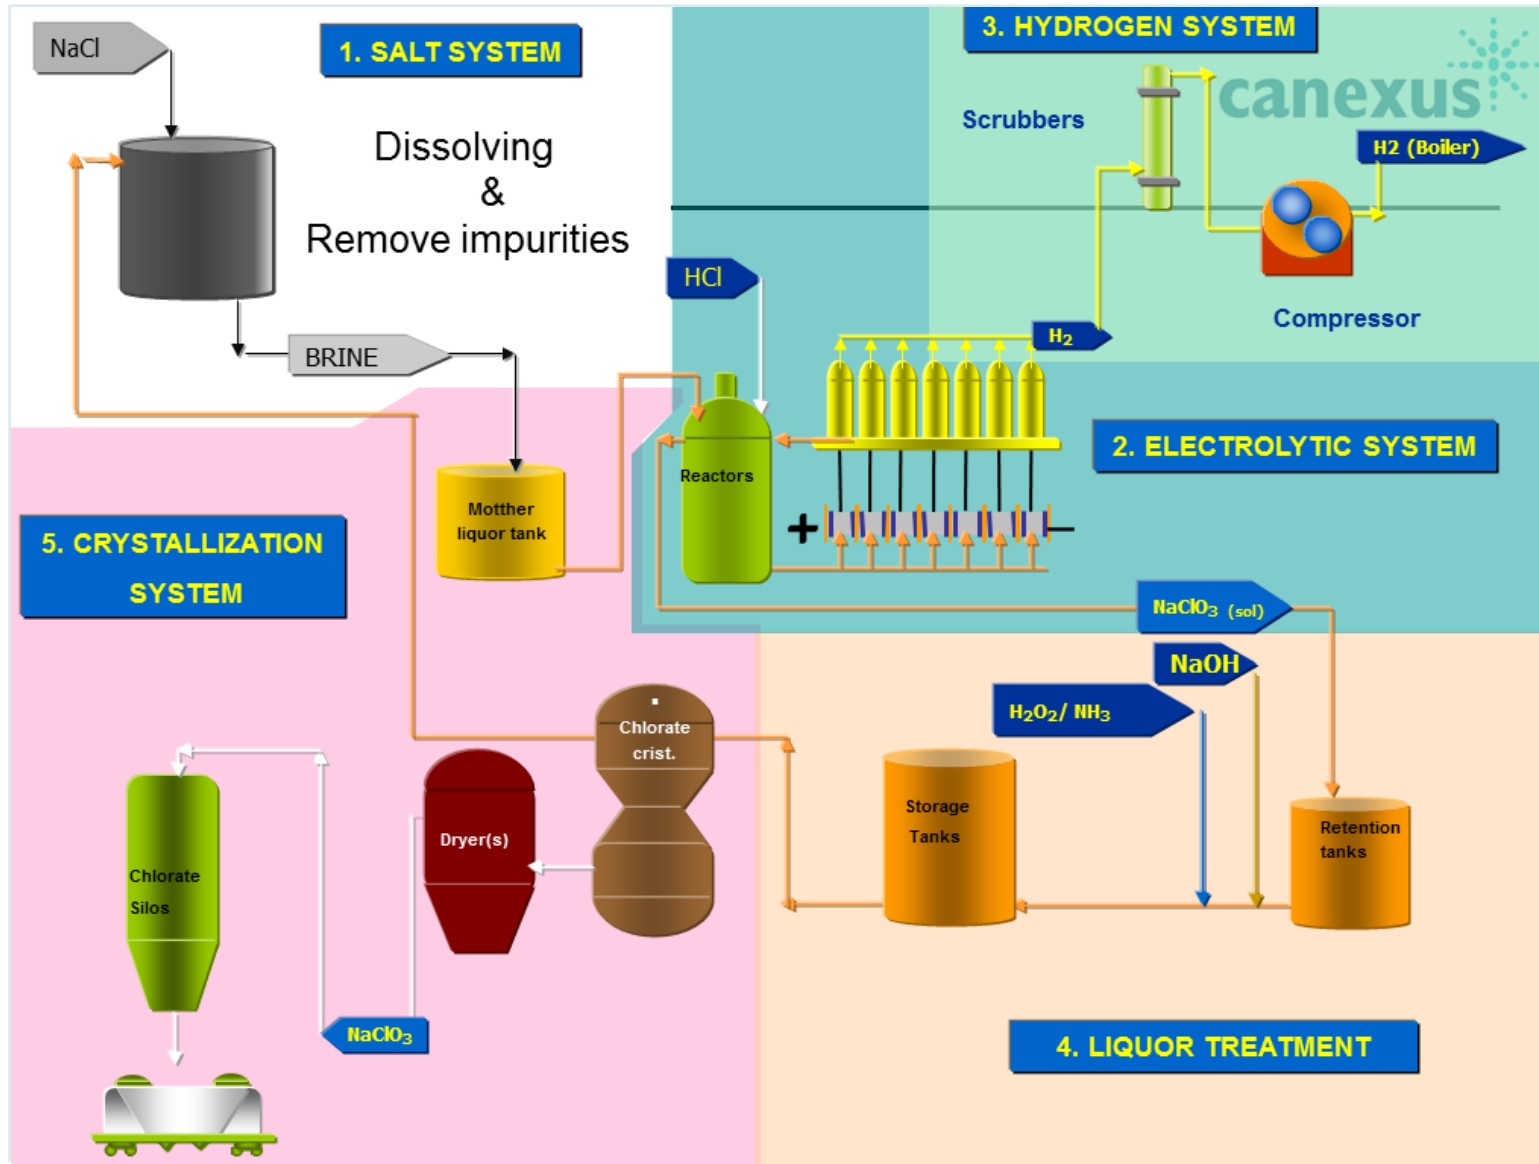 NaCl
1. SALT SYSTEM
3. HYDROGEN SYSTEM
canexus
Scrubbers
H2 (Boiler)
Dissolving
&
Remove impurities
HCl
Compressor
H₂
BRINE
2. ELECTROLYTIC SYSTEM
Reactors
Motther
liquor tank
+
−
5. CRYSTALLIZATION
SYSTEM
NaClO₃ (sol)
NaOH
H₂O₂/ NH₃
Chlorate
crist.
Storage
Tanks
Retention
tanks
Dryer(s)
Chlorate
Silos
NaClO₃
4. LIQUOR TREATMENT